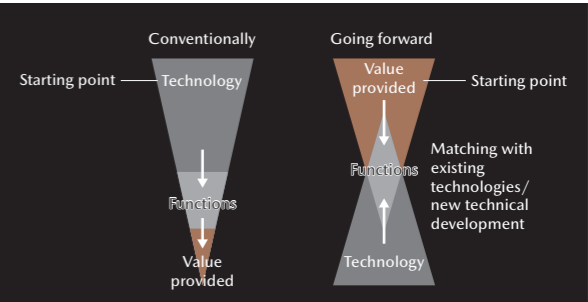 Conventionally
Starting point
Technology
Functions
Value
provided
Going forward
Value
provided
Starting point
Functions
Matching with
existing
technologies/
new technical
development
Technology